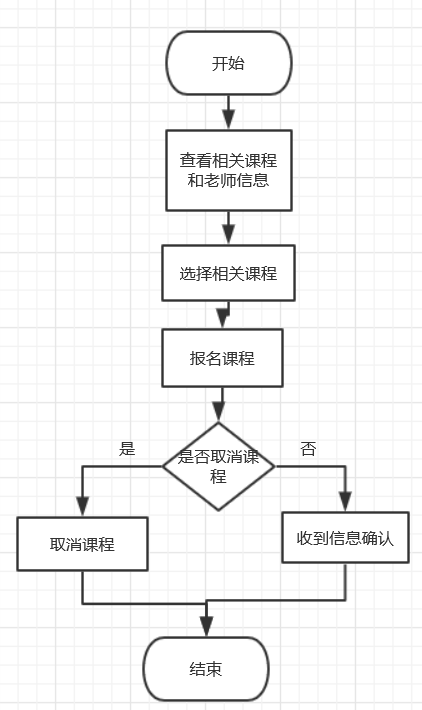 开始
查看相关课程
和老师信息
选择相关课程
报名课程
是否取消课
程
是
否
取消课程
收到信息确认
结束